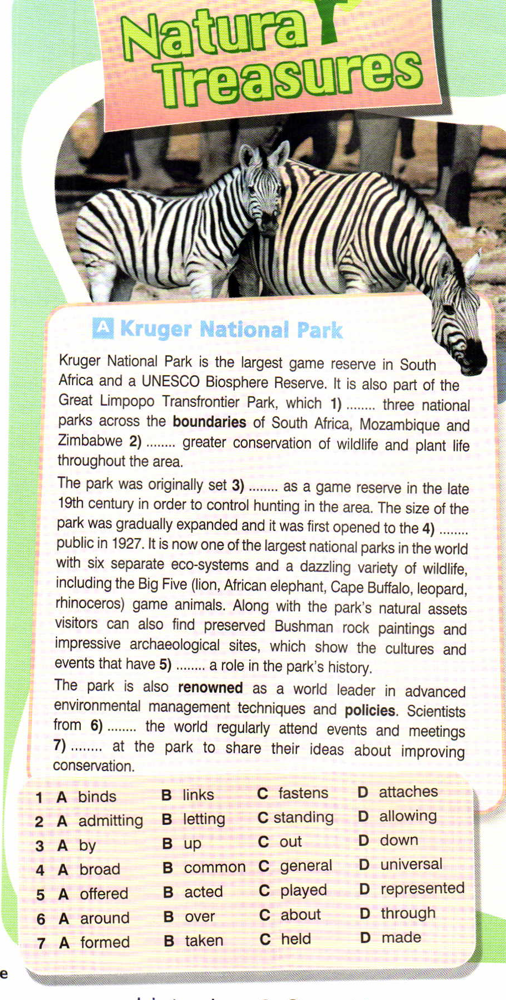 Natura
Treasures
A Kruger National Park
Kruger National Park is the largest game reserve in South
Africa and a UNESCO Biosphere Reserve. It is also part of the
Great Limpopo Transfrontier Park, which 1) ........ three national
parks across the boundaries of South Africa, Mozambique and
Zimbabwe 2) ........ greater conservation of wildlife and plant life
throughout the area.
The park was originally set 3) ........ as a game reserve in the late
19th century in order to control hunting in the area. The size of the
park was gradually expanded and it was first opened to the 4) ........
public in 1927. It is now one of the largest national parks in the world
with six separate eco-systems and a dazzling variety of wildlife,
including the Big Five (lion, African elephant, Cape Buffalo, leopard,
rhinoceros) game animals. Along with the park's natural assets
visitors can also find preserved Bushman rock paintings and
impressive archaeological sites, which show the cultures and
events that have 5) ........ a role in the park's history.
The park is also renowned as a world leader in advanced
environmental management techniques and policies. Scientists
from 6) ........ the world regularly attend events and meetings
7) ........ at the park to share their ideas about improving
conservation.
1 A binds B links C fastens D attaches
2 A admitting B letting C standing D allowing
3 A by B up C out D down
4 A broad B common C general D universal
5 A offered B acted C played D represented
6 A around B over C about D through
7 A formed B taken C held D made
e